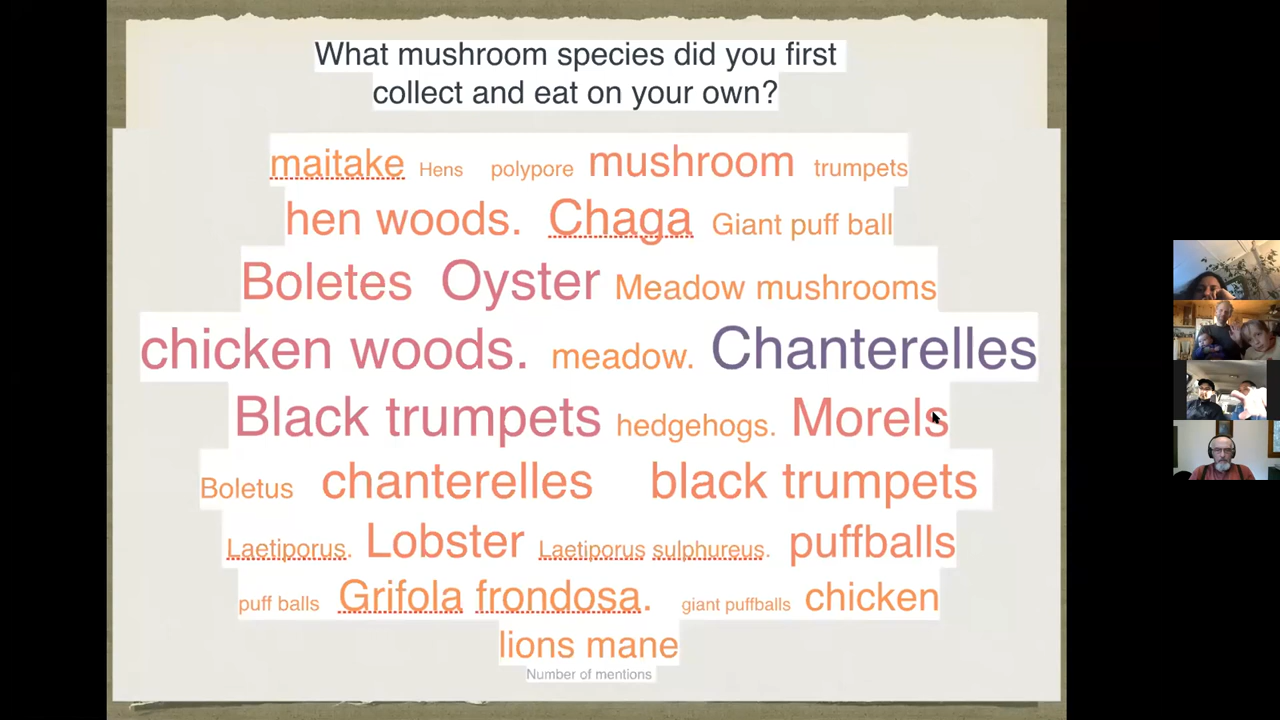 What mushroom species did you first
collect and eat on your own?
maitake Hens polypore mushroom trumpets
hen woods. Chaga Giant puff ball
Boletes Oyster Meadow mushrooms
chicken woods. meadow. Chanterelles
Black trumpets hedgehogs. Morels
Boletus chanterelles black trumpets
Laetiporus. Lobster Laetiporus sulphureus. puffballs
puff balls Grifola frondosa. giant puffballs chicken
lions mane
Number of mentions